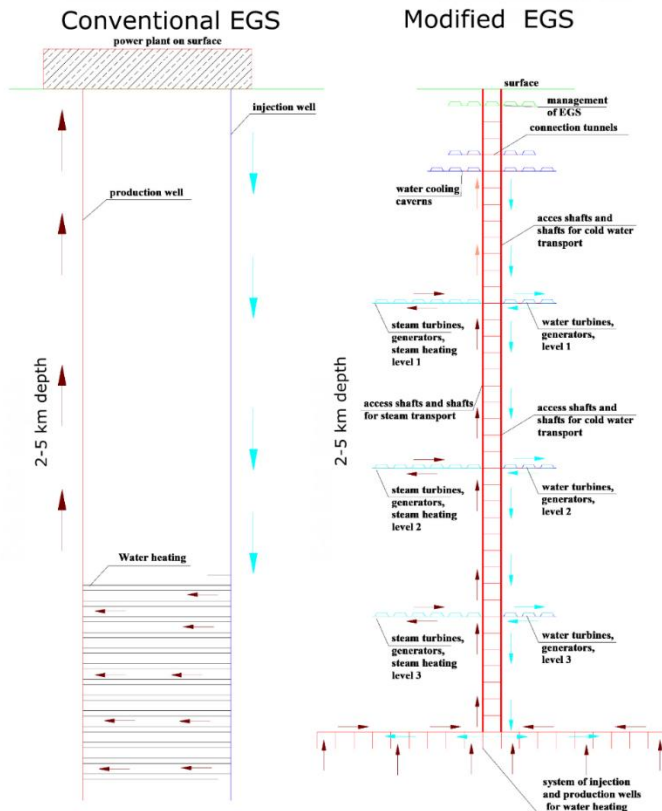 Conventional EGS
power plant on surface
injection well
production well
2-5 km depth
Water heating
Modified EGS
surface
management
of EGS
connection tunnels
water cooling
caverns
acces shafts and
shafts for cold water
transport
steam turbines,
generators,
steam heating
level 1
water turbines,
generators,
level 1
2-5 km depth
access shafts and shafts
for steam transport
access shafts and
shafts for cold water
transport
steam turbines,
generators,
steam heating
level 2
water turbines,
generators,
level 2
steam turbines,
generators,
steam heating
level 3
water turbines,
generators,
level 3
system of injection
and production wells
for water heating